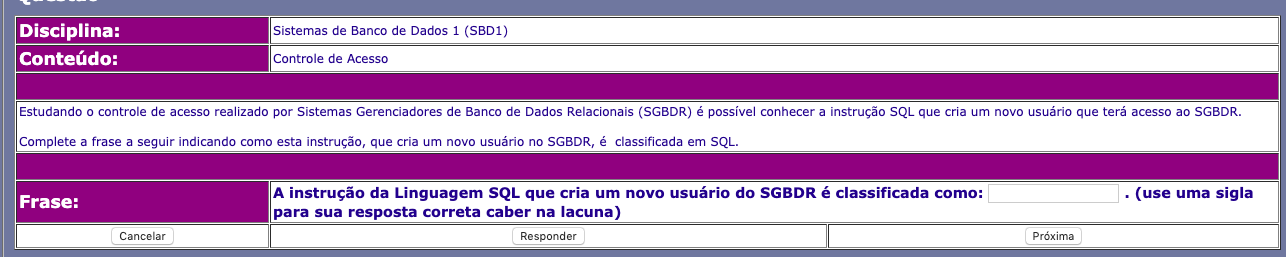 Questão
Disciplina: Sistemas de Banco de Dados 1 (SBD1)
Conteúdo: Controle de Acesso
Estudando o controle de acesso realizado por Sistemas Gerenciadores de Banco de Dados Relacionais (SGBDR) é possível conhecer a instrução SQL que cria um novo usuário que terá acesso ao SGBDR.
Complete a frase a seguir indicando como esta instrução, que cria um novo usuário no SGBDR, é  classificada em SQL.
Frase: A instrução da Linguagem SQL que cria um novo usuário do SGBDR é classificada como: . (use uma sigla
para sua resposta correta caber na lacuna)
Cancelar Responder Próxima